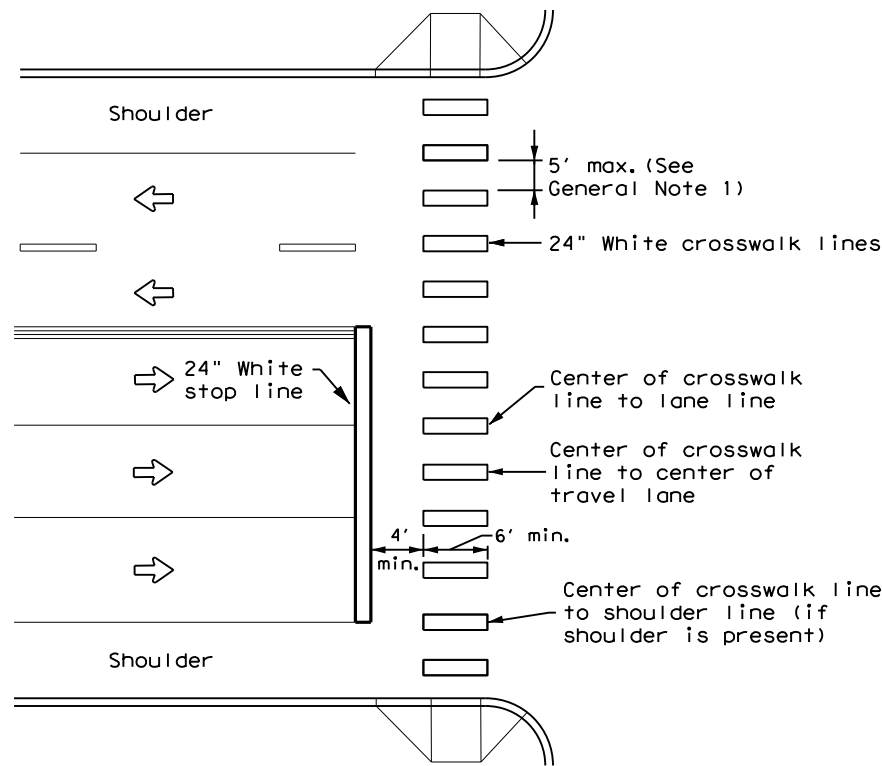 Shoulder
5' max. (See
General Note 1)
24" White crosswalk lines
24" White
stop line
Center of crosswalk
line to lane line
Center of crosswalk
line to center of
travel lane
4'
min.
6' min.
Center of crosswalk line
to shoulder line (if
shoulder is present)
Shoulder